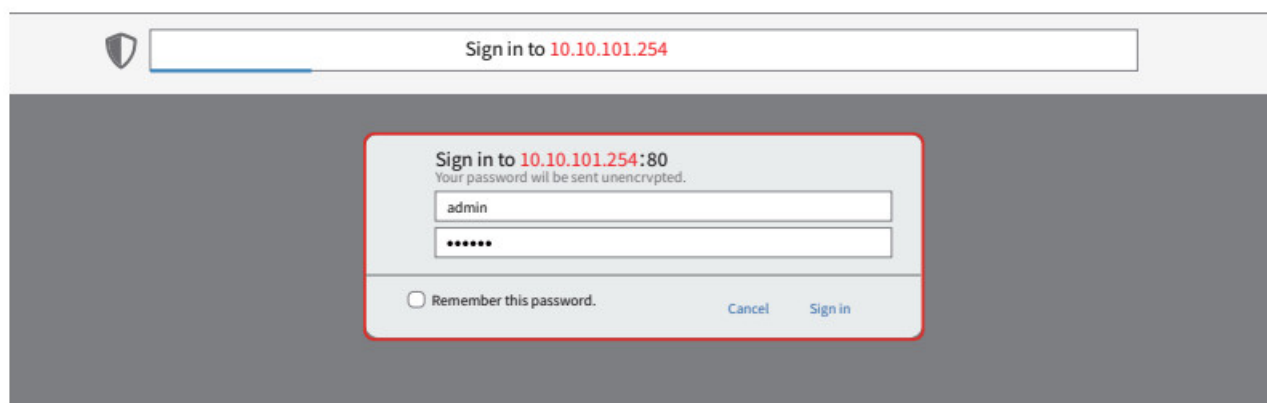 Sign in to 10.10.101.254
Sign in to 10.10.101.254:80
Your password wil be sent unencrvpted.
admin
••••••
Remember this password.
Cancel Sign in